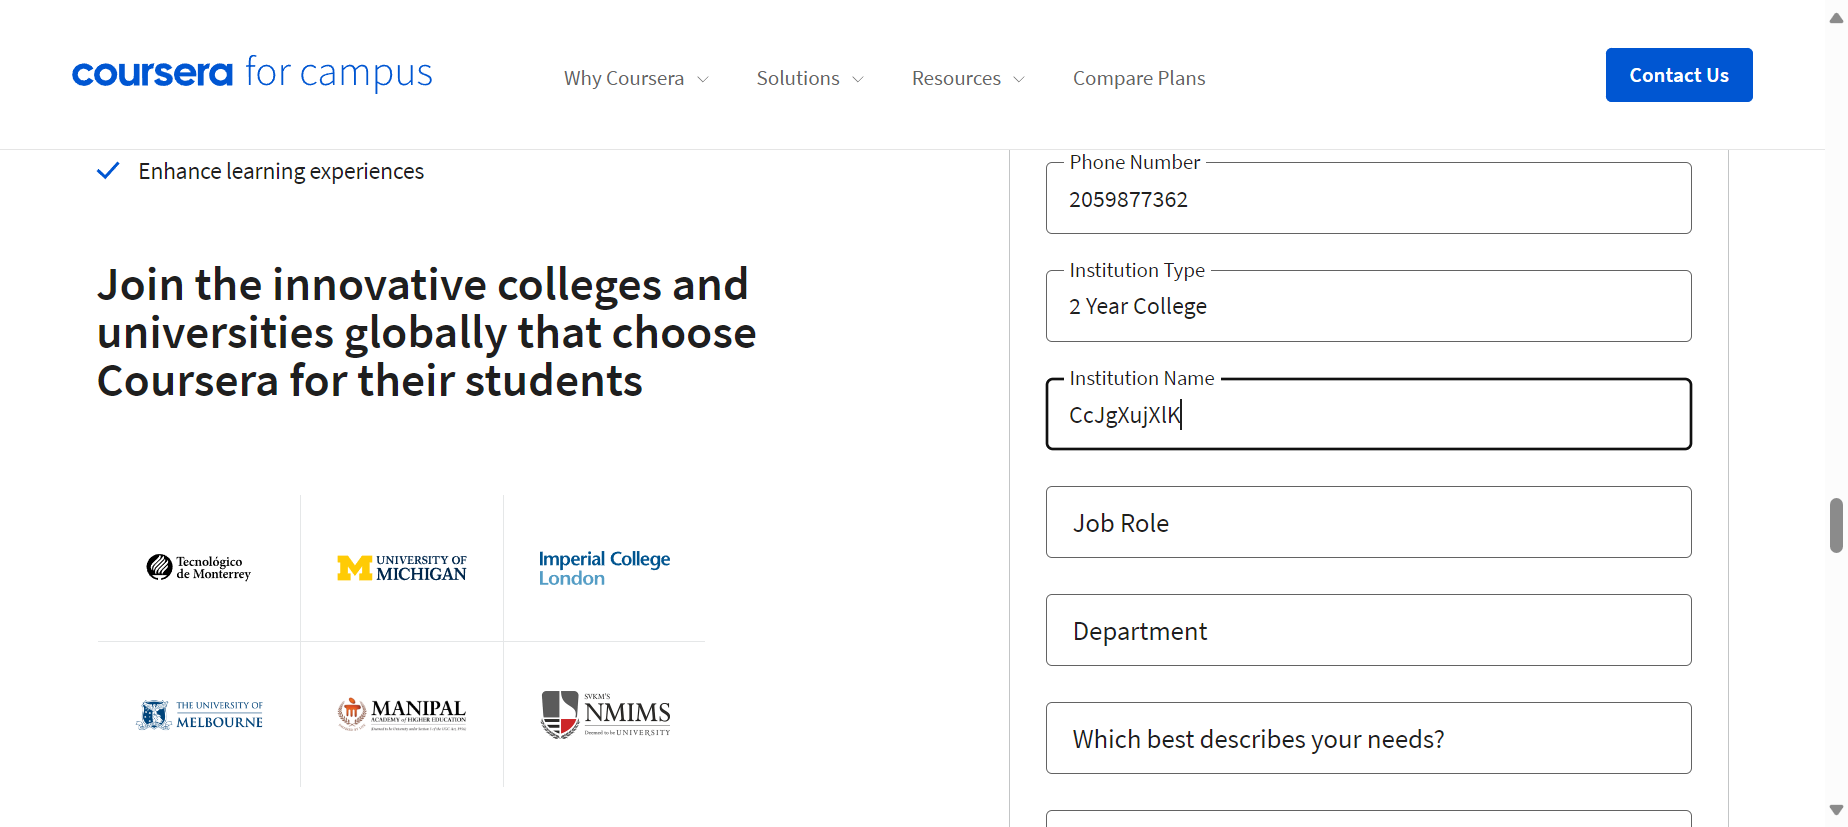 coursera for campus
Why Coursera
Solutions
Resources
Compare Plans
Contact Us
Enhance learning experiences
Join the innovative colleges and
universities globally that choose
Coursera for their students
Tecnológico
de Monterrey
M UNIVERSITY OF
MICHIGAN
Imperial College
London
THE UNIVERSITY OF
MELBOURNE
MANIPAL
ACADEMY of HIGHER EDUCATION
SVKM'S
NMIMS
Deemed to be UNIVERSITY
Phone Number
2059877362
Institution Type
2 Year College
Institution Name
CcJgXujXlK
Job Role
Department
Which best describes your needs?